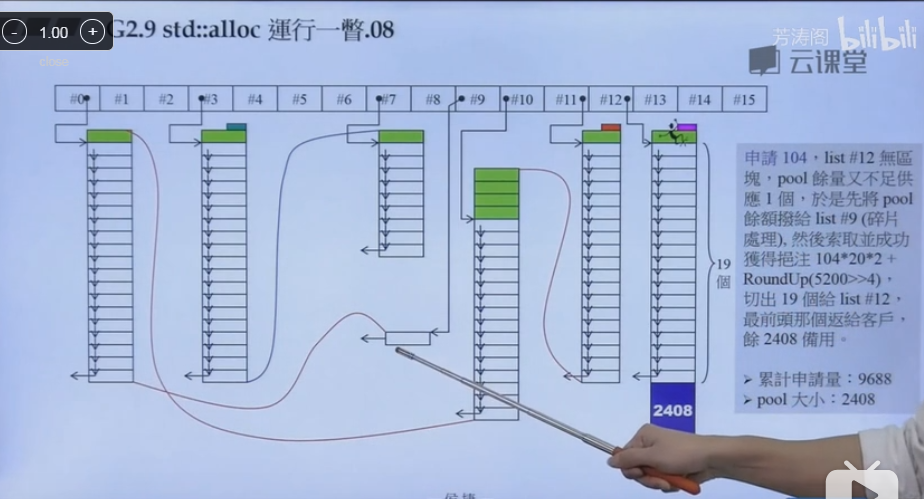 - 1.00 +
G2.9 std::alloc 運行一瞥.08
close
芳涛阁 bilibili
云课堂
#0 #1 #2 #3 #4 #5 #6 #7 #8 #9 #10 #11 #12 #13 #14 #15
申請 104，list #12 無區
塊，pool 餘量又不足供
應 1 個，於是先將 pool
餘額撥給 list #9 (碎片
處理), 然後索取並成功
獲得挹注 104*20*2 +
RoundUp(5200>>4)，
切出 19 個給 list #12，
最前頭那個返給客戶，
餘 2408 備用。
19
個
➢ 累計申請量：9688
➢ pool 大小：2408
2408